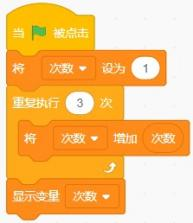 当 被点击
将 次数 设为 1
重复执行 3 次
将 次数 增加 次数
显示变量 次数